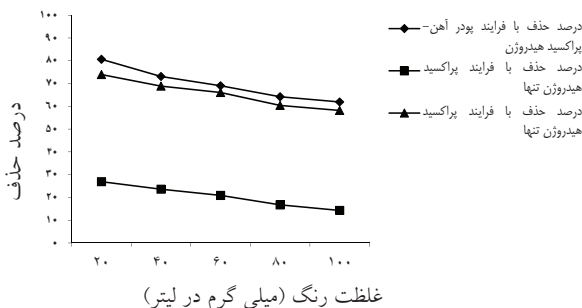 درصد حذف با فرایند پودر آهن-
پراکسید هیدروژن
درصد حذف با فرایند پراکسید
هیدروژن تنها
درصد حذف با فرایند پراکسید
هیدروژن تنها
درصد حذف
۱۰۰
۹۰
۸۰
۷۰
۶۰
۵۰
۴۰
۳۰
۲۰
۱۰
۰
۲۰ ۴۰ ۶۰ ۸۰ ۱۰۰
غلظت رنگ (میلی گرم در لیتر)